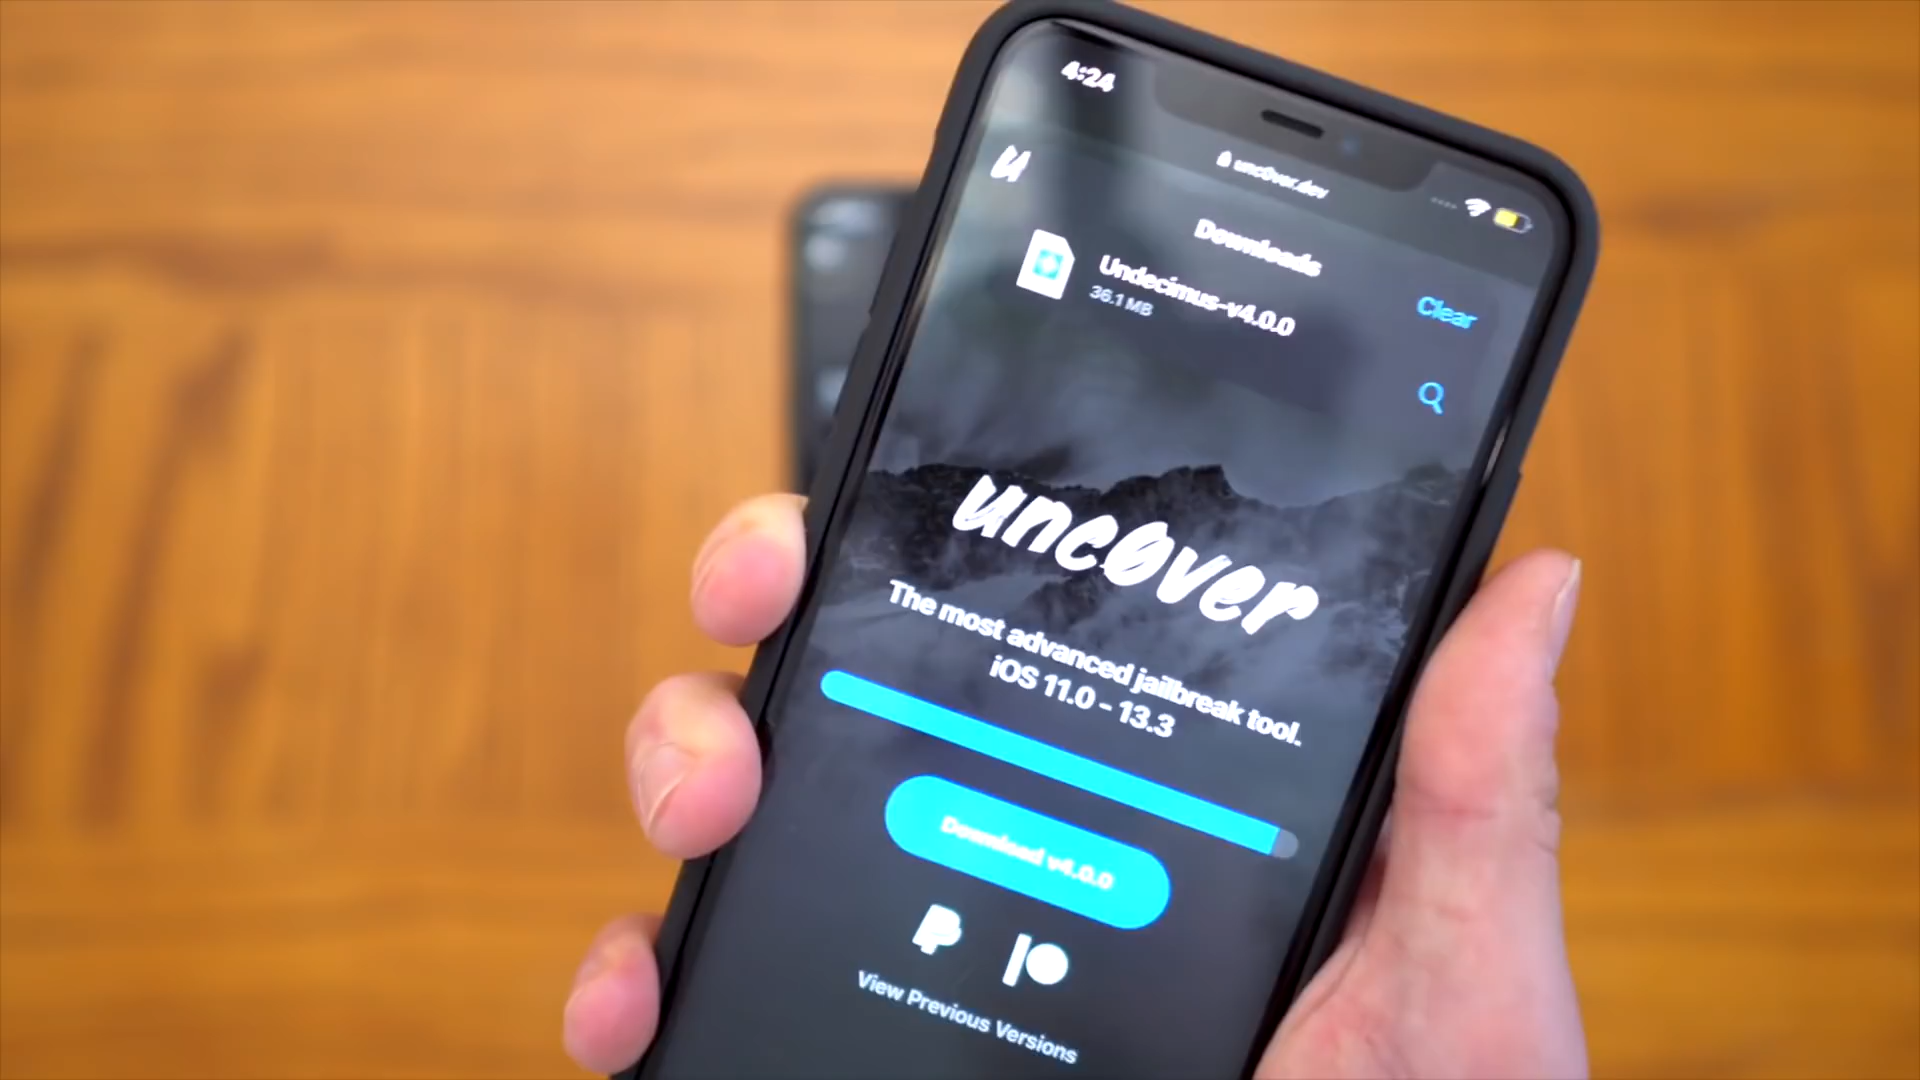 4:24
unc0ver.dev
u
Downloads
Undecimus-v4.0.0
36.1 MB
Clear
unc0ver
The most advanced jailbreak tool.
iOS 11.0 - 13.3
Download v4.0.0
View Previous Versions